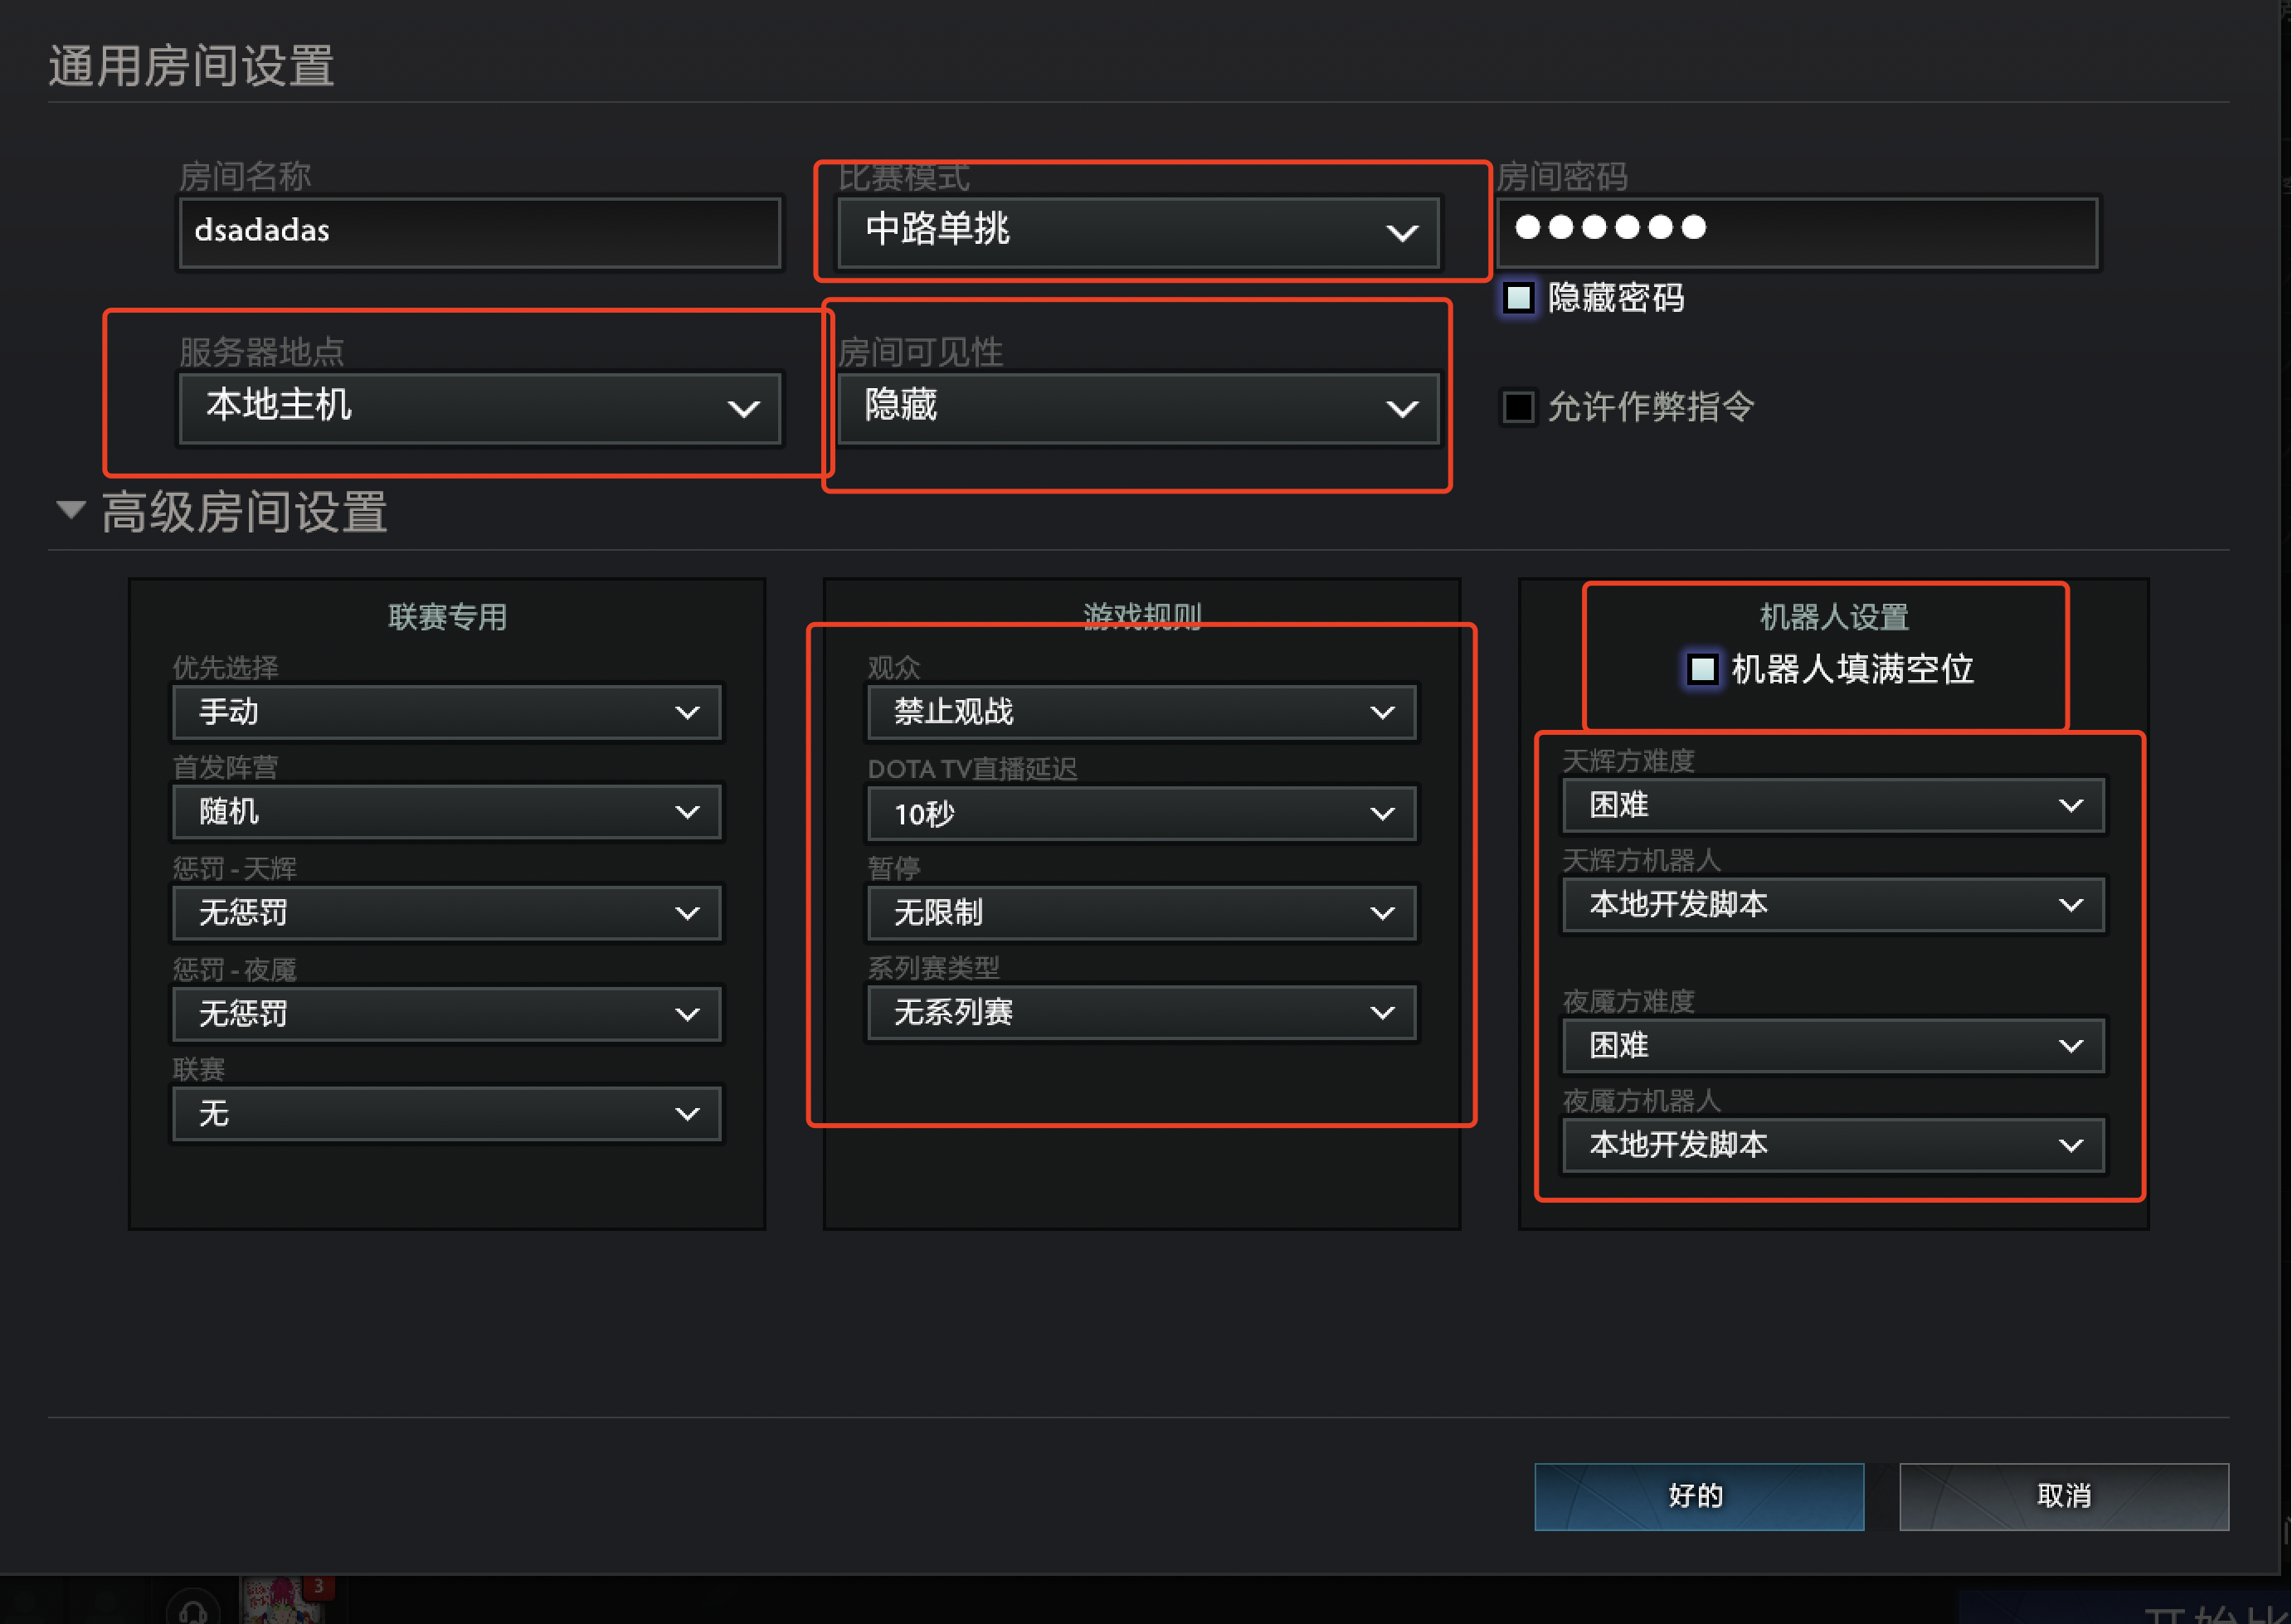 通用房间设置
房间名称
比赛模式
房间密码
dsadadas
中路单挑
●●●●●●
隐藏密码
服务器地点
房间可见性
本地主机
隐藏
允许作弊指令
高级房间设置
联赛专用
优先选择
手动
首发阵营
随机
惩罚 - 天辉
无惩罚
惩罚 - 夜魇
无惩罚
联赛
无
游戏规则
观众
禁止观战
DOTA TV直播延迟
10秒
暂停
无限制
系列赛类型
无系列赛
机器人设置
机器人填满空位
天辉方难度
困难
天辉方机器人
本地开发脚本
夜魇方难度
困难
夜魇方机器人
本地开发脚本
好的
取消
3